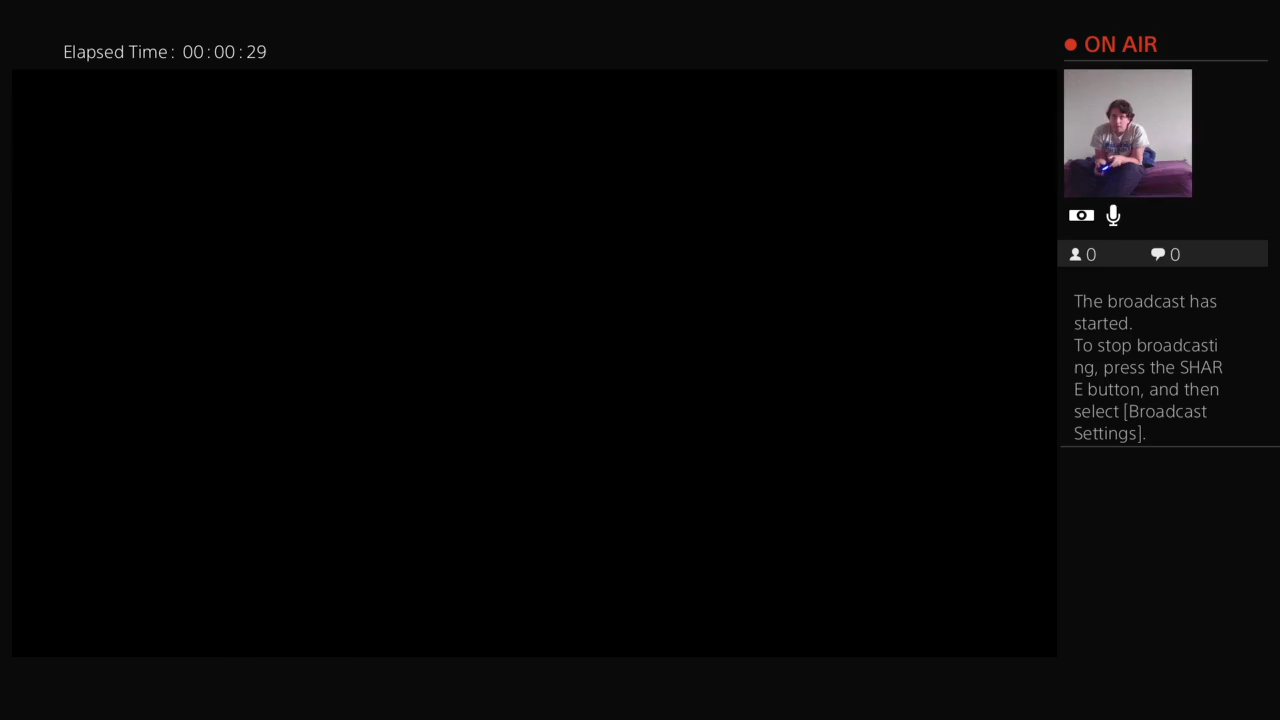 Elapsed Time: 00:00:29
ON AIR
0 0
The broadcast has
started.
To stop broadcasti
ng, press the SHAR
E button, and then
select [Broadcast
Settings].